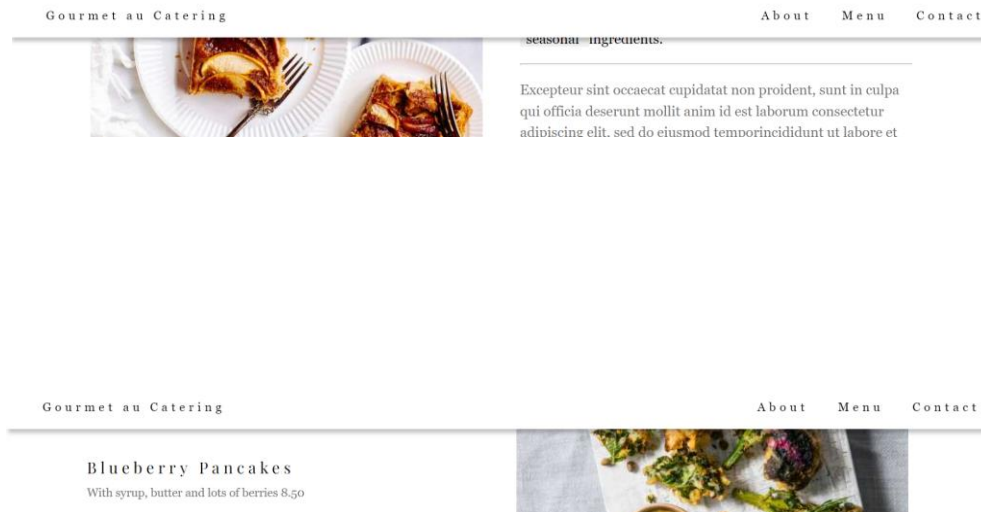 Gourmet au Catering About Menu Contact
seasonal ingredients.
Excepteur sint occaecat cupidatat non proident, sunt in culpa
qui officia deserunt mollit anim id est laborum consectetur
adipiscing elit, sed do eiusmod temporincididunt ut labore et
Gourmet au Catering About Menu Contact
Blueberry Pancakes
With syrup, butter and lots of berries 8.50